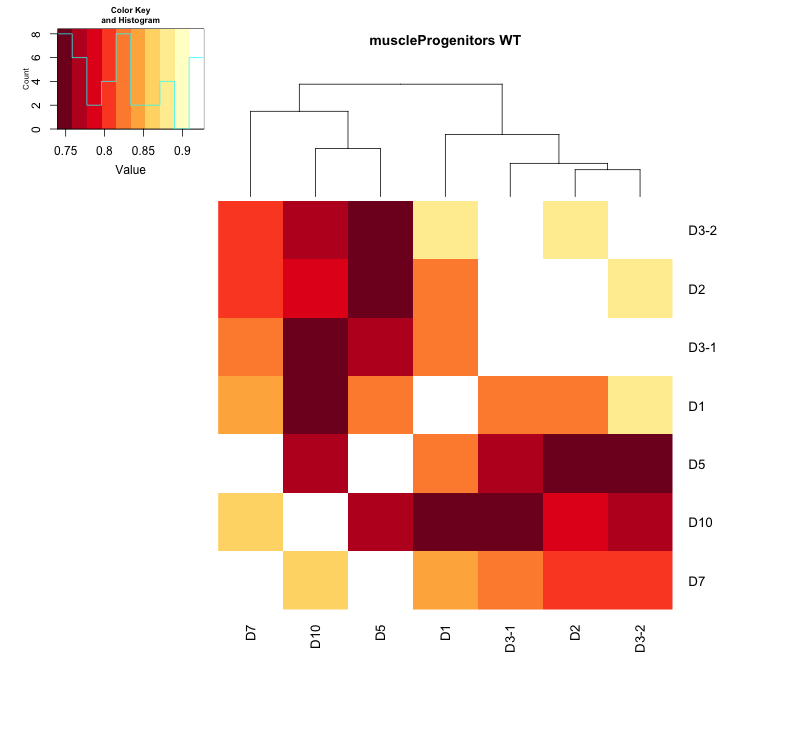 Color Key
and Histogram
Count
0
2
4
6
8
0.75 0.8 0.85 0.9
Value
muscleProgenitors WT
D3-2
D2
D3-1
D1
D5
D10
D7
D7 D10 D5 D1 D3-1 D2 D3-2